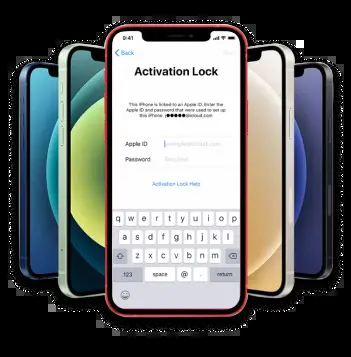 9:41
Back
Activation Lock
This iPhone is linked to an Apple ID. Enter the
Apple ID and password that were used to set up
this iPhone. j●●●●●@icloud.com
Apple ID
Password Required
Activation Lock Help
q w e r t y u i o p
a s d f g h j k l
z x c v b n m
123 space @ . return